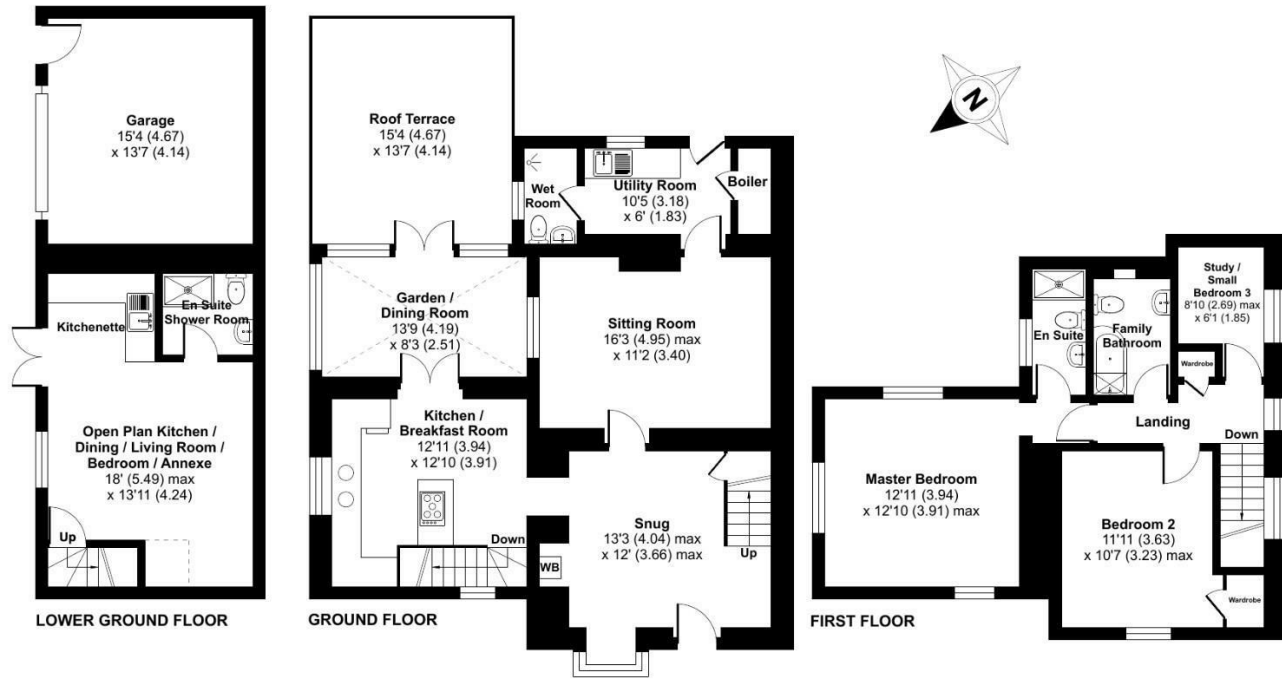 Garage
15'4 (4.67)
x 13'7 (4.14)
Kitchenette
En Suite
Shower Room
Open Plan Kitchen /
Dining / Living Room /
Bedroom / Annexe
18' (5.49) max
x 13'11 (4.24)
Up
LOWER GROUND FLOOR
Roof Terrace
15'4 (4.67)
x 13'7 (4.14)
Wet
Room
Utility Room
10'5 (3.18)
x 6' (1.83)
Boiler
Garden /
Dining Room
13'9 (4.19)
x 8'3 (2.51)
Sitting Room
16'3 (4.95) max
x 11'2 (3.40)
Kitchen /
Breakfast Room
12'11 (3.94)
x 12'10 (3.91)
Down
Snug
13'3 (4.04) max
x 12' (3.66) max
Up
WB
GROUND FLOOR
N
Study /
Small
Bedroom 3
8'10 (2.69) max
x 6'1 (1.85)
En Suite
Family
Bathroom
Wardrobe
Landing
Down
Master Bedroom
12'11 (3.94)
x 12'10 (3.91) max
Bedroom 2
11'11 (3.63)
x 10'7 (3.23) max
Wardrobe
FIRST FLOOR